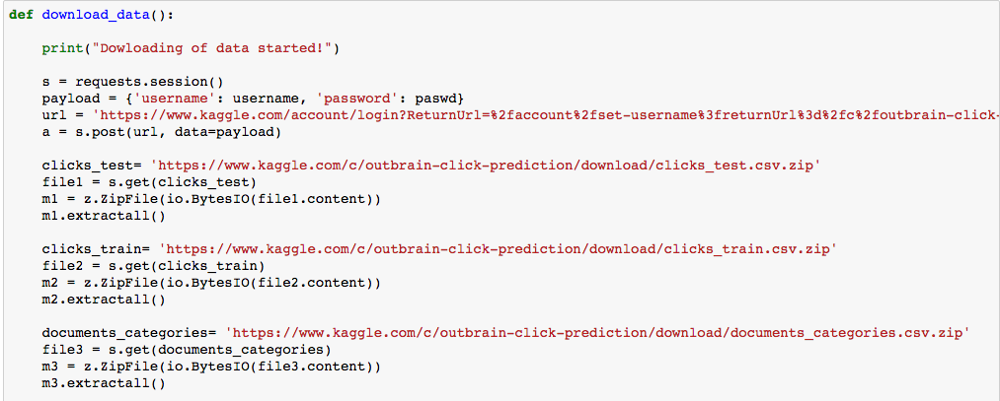 def download_data():
    print("Dowloading of data started!")
    s = requests.session()
    payload = {'username': username, 'password': paswd}
    url = 'https://www.kaggle.com/account/login?ReturnUrl=%2faccount%2fset-username%3freturnUrl%3d%2fc%2foutbrain-click-
    a = s.post(url, data=payload)
    clicks_test= 'https://www.kaggle.com/c/outbrain-click-prediction/download/clicks_test.csv.zip'
    file1 = s.get(clicks_test)
    m1 = z.ZipFile(io.BytesIO(file1.content))
    m1.extractall()
    clicks_train= 'https://www.kaggle.com/c/outbrain-click-prediction/download/clicks_train.csv.zip'
    file2 = s.get(clicks_train)
    m2 = z.ZipFile(io.BytesIO(file2.content))
    m2.extractall()
    documents_categories= 'https://www.kaggle.com/c/outbrain-click-prediction/download/documents_categories.csv.zip'
    file3 = s.get(documents_categories)
    m3 = z.ZipFile(io.BytesIO(file3.content))
    m3.extractall()